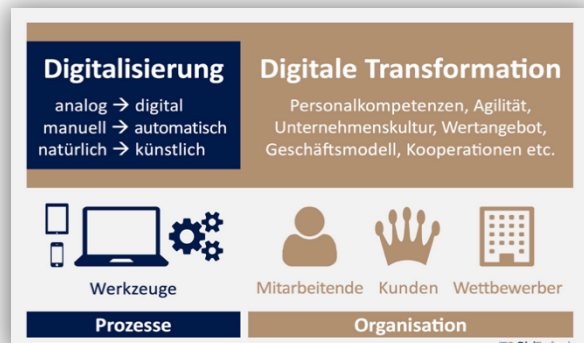 Digitalisierung
analog → digital
manuell → automatisch
natürlich → künstlich
Digitale Transformation
Personalkompetenzen, Agilität,
Unternehmenskultur, Wertangebot,
Geschäftsmodell, Kooperationen etc.
Werkzeuge
Mitarbeitende Kunden Wettbewerber
Prozesse
Organisation